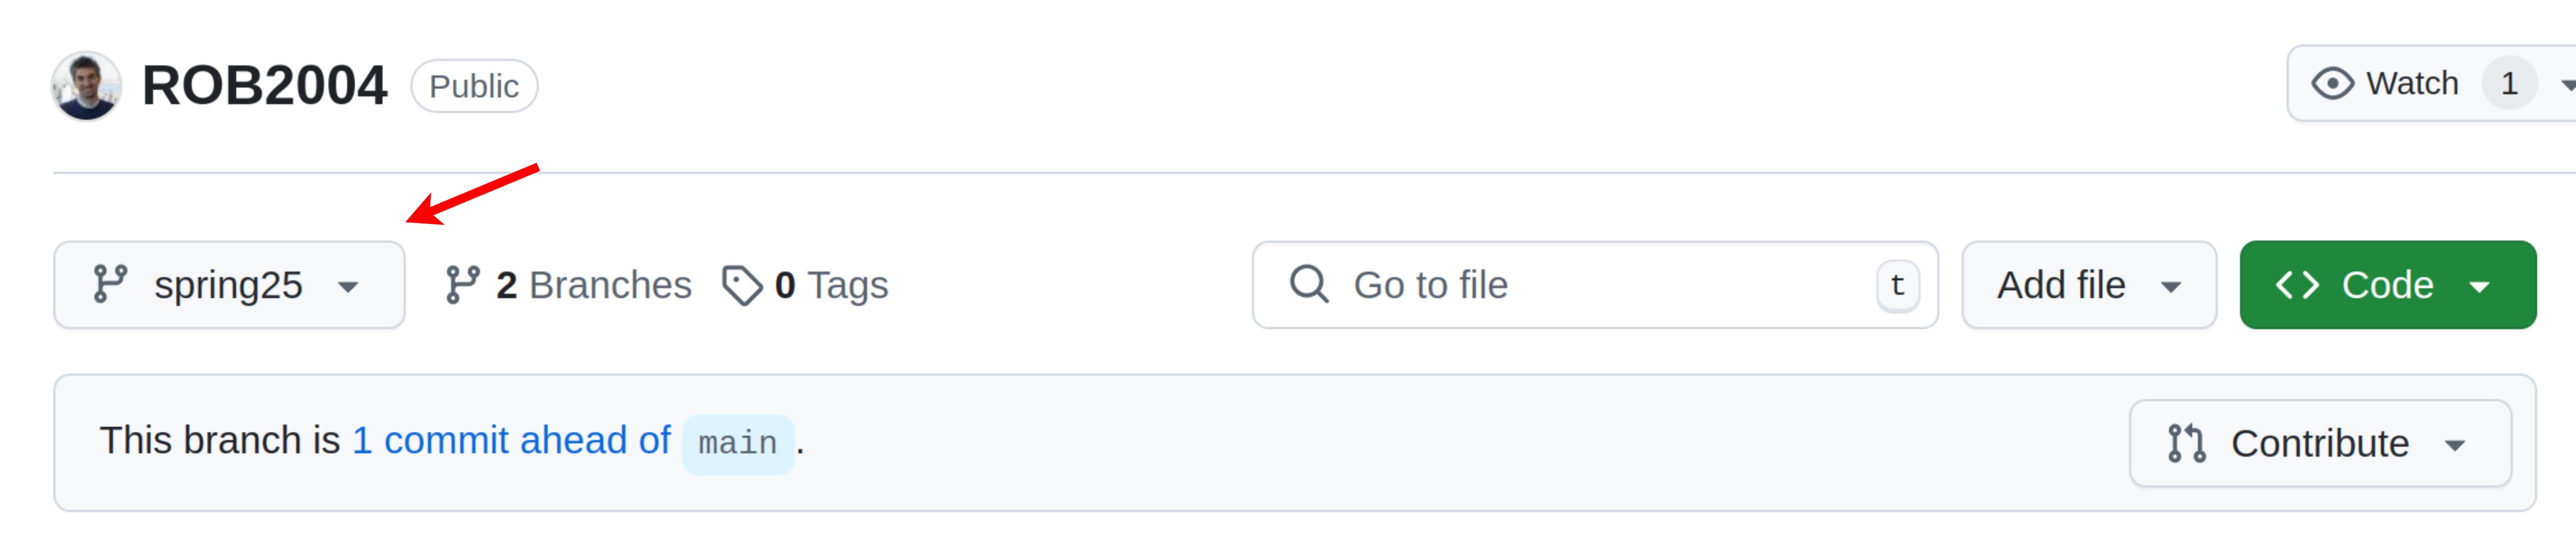 ROB2004 Public Watch 1
spring25 2 Branches 0 Tags Go to file t Add file Code
This branch is 1 commit ahead of main.
Contribute